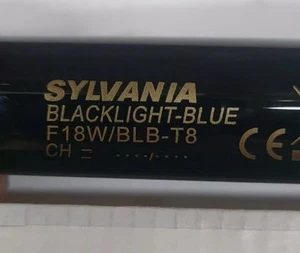 SYLVANIA
BLACKLIGHT-BLUE
F18W/BLB-T8
CH = ..../.... CE